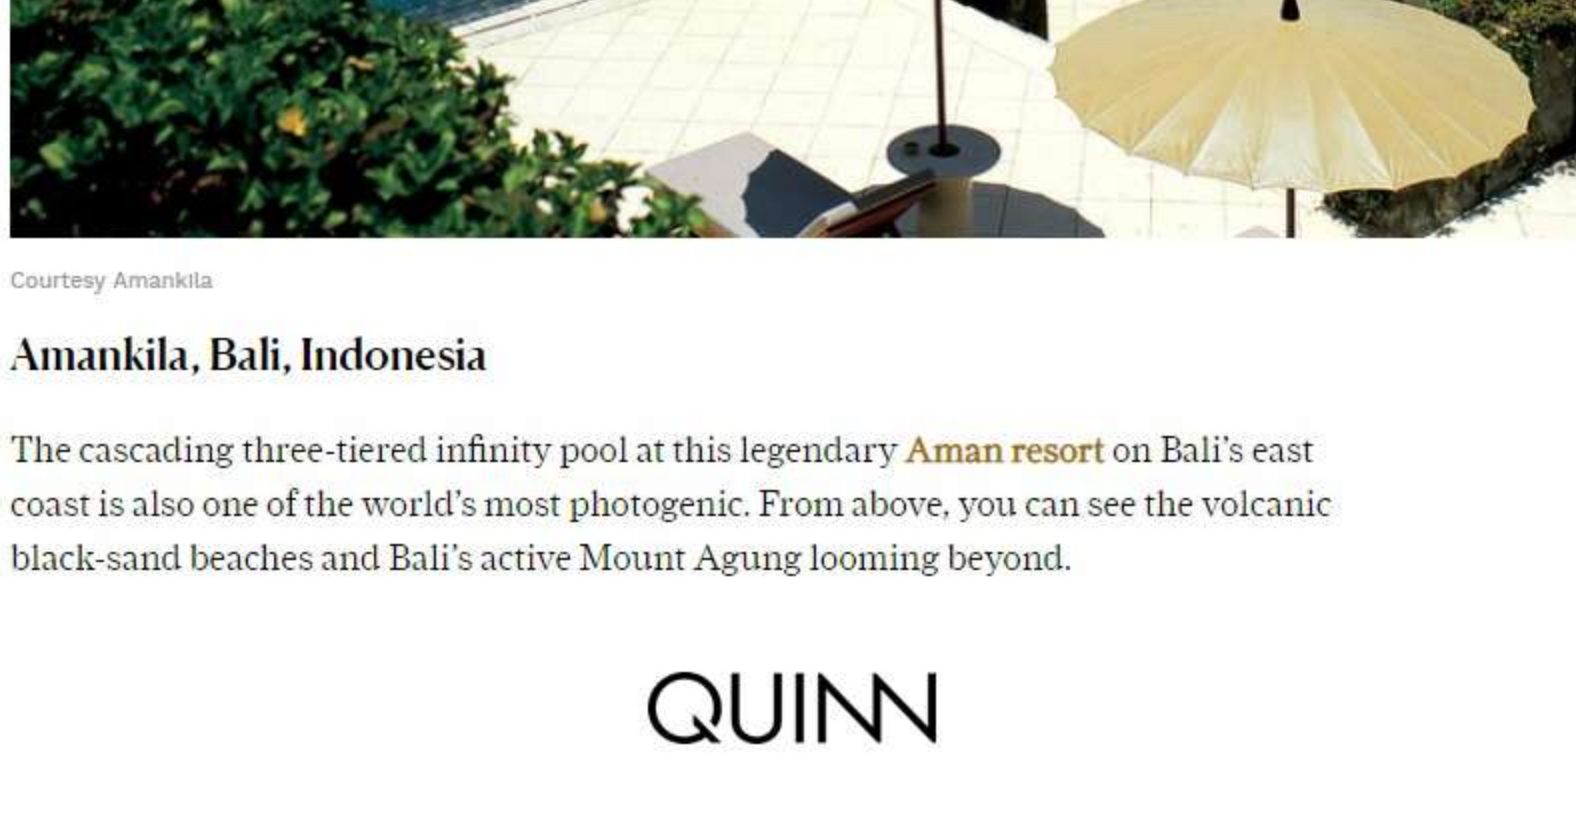 Courtesy Amankila
Amankila, Bali, Indonesia
The cascading three-tiered infinity pool at this legendary Aman resort on Bali’s east
coast is also one of the world’s most photogenic. From above, you can see the volcanic
black-sand beaches and Bali’s active Mount Agung looming beyond.
QUINN